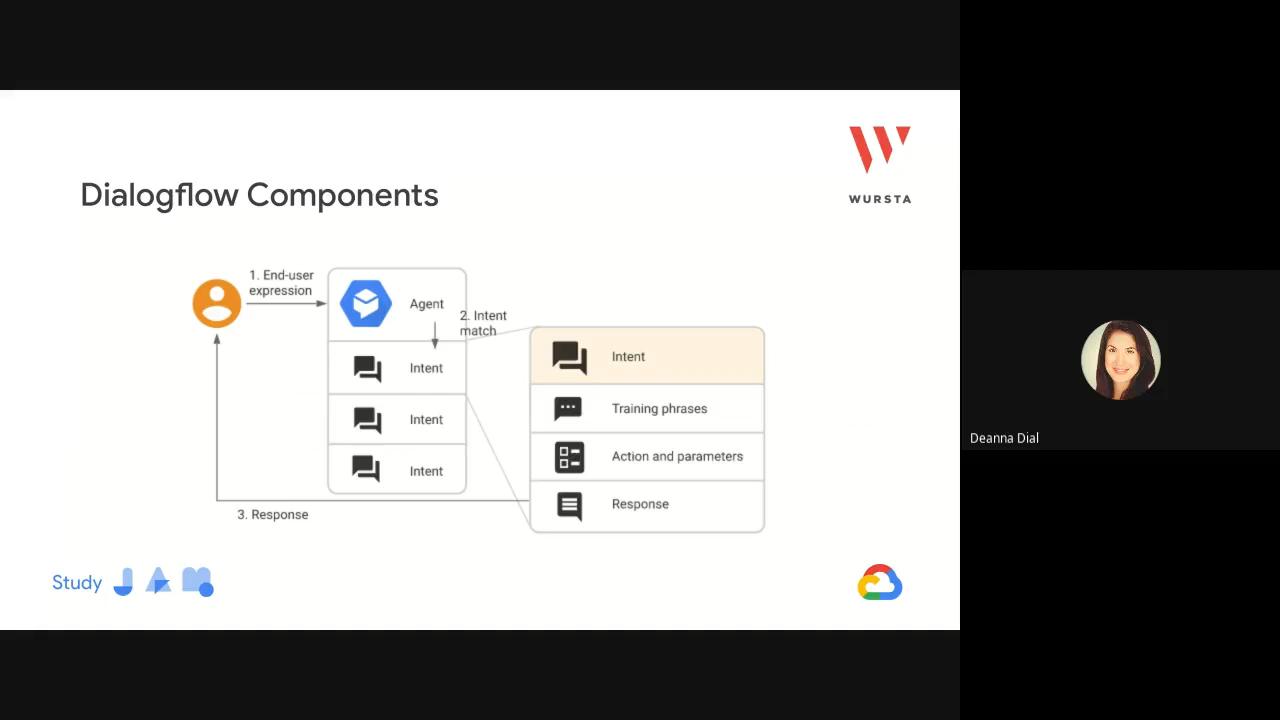 WURSTA
Dialogflow Components
1. End-user
expression
Agent
2. Intent
match
Intent
Intent
Intent
Intent
Training phrases
Action and parameters
Response
3. Response
Study JAM
Deanna Dial